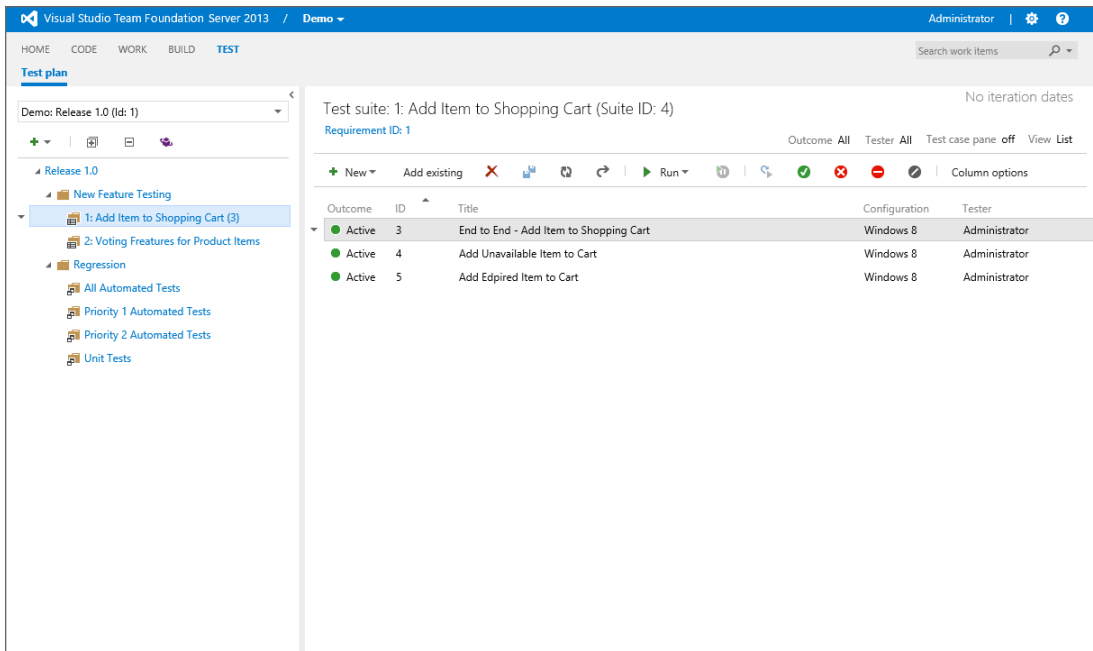 Visual Studio Team Foundation Server 2013 / Demo Administrator | ?
HOME CODE WORK BUILD TEST Search work items
Test plan
Demo: Release 1.0 (Id: 1)
Release 1.0
New Feature Testing
1: Add Item to Shopping Cart (3)
2: Voting Freatures for Product Items
Regression
All Automated Tests
Priority 1 Automated Tests
Priority 2 Automated Tests
Unit Tests
No iteration dates
Test suite: 1: Add Item to Shopping Cart (Suite ID: 4)
Requirement ID: 1
Outcome All Tester All Test case pane off View List
New Add existing Run Column options
Outcome ID Title Configuration Tester
Active 3 End to End - Add Item to Shopping Cart Windows 8 Administrator
Active 4 Add Unavailable Item to Cart Windows 8 Administrator
Active 5 Add Edpired Item to Cart Windows 8 Administrator